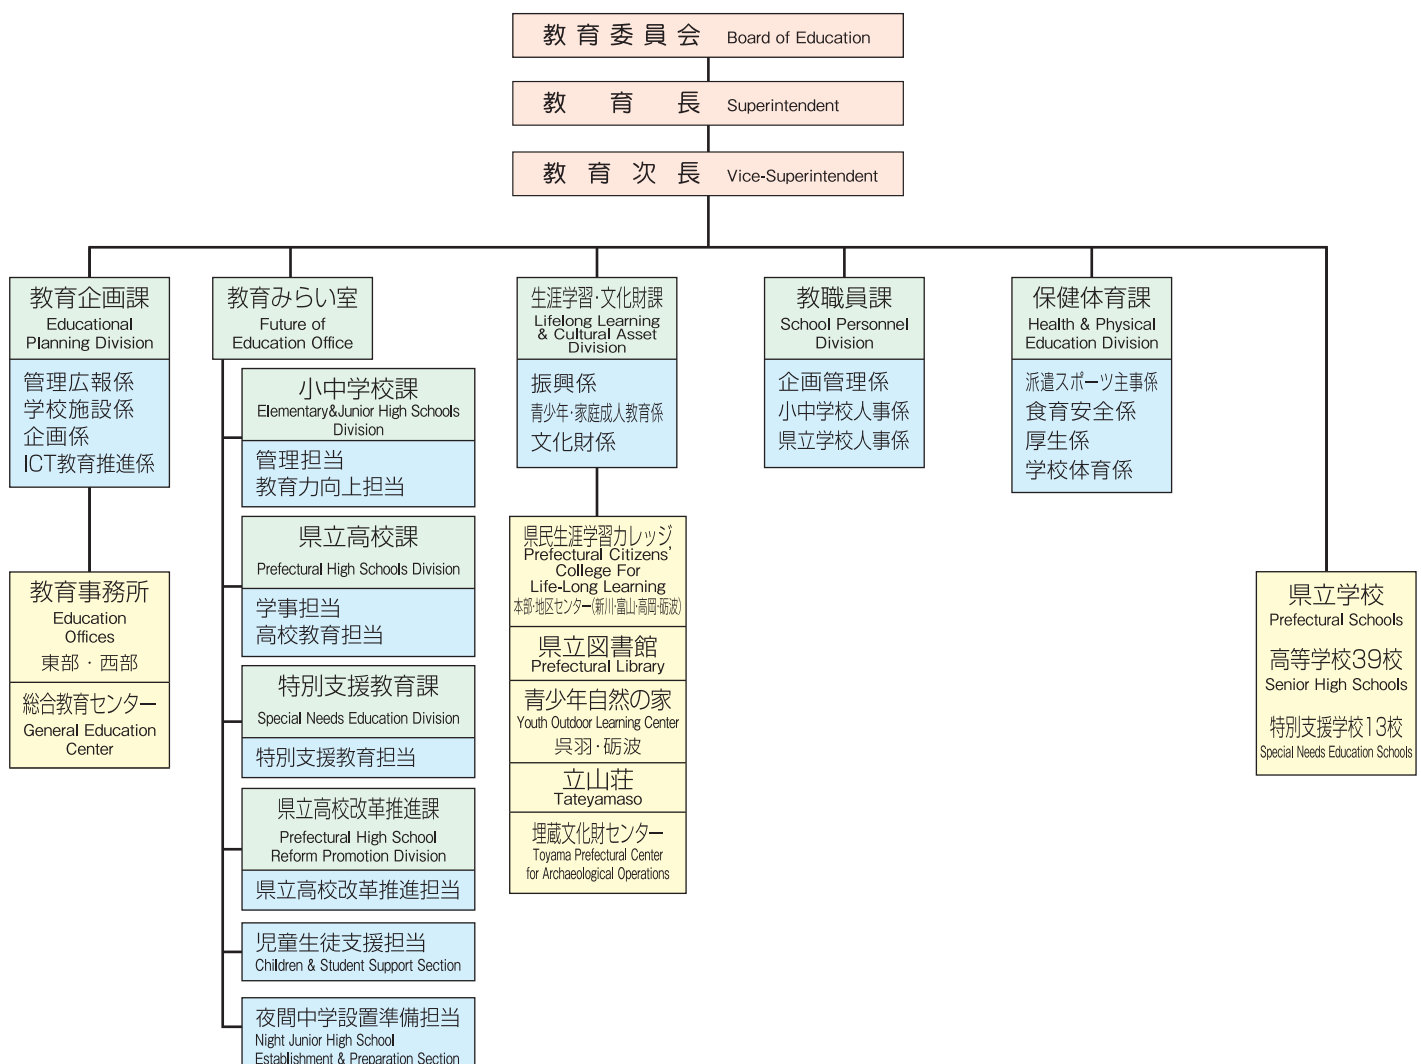 教育委員会 Board of Education
教育長 Superintendent
教育次長 Vice-Superintendent
教育企画課
Educational
Planning Division
管理広報係
学校施設係
企画係
ICT教育推進係
教育事務所
Education
Offices
東部・西部
総合教育センター
General Education
Center
教育みらい室
Future of
Education Office
小中学校課
Elementary&Junior High Schools
Division
管理担当
教育力向上担当
県立高校課
Prefectural High Schools Division
学事担当
高校教育担当
特別支援教育課
Special Needs Education Division
特別支援教育担当
県立高校改革推進課
Prefectural High School
Reform Promotion Division
県立高校改革推進担当
児童生徒支援担当
Children & Student Support Section
夜間中学設置準備担当
Night Junior High School
Establishment & Preparation Section
生涯学習・文化財課
Lifelong Learning
& Cultural Asset
Division
振興係
青少年・家庭成人教育係
文化財係
県民生涯学習カレッジ
Prefectural Citizens'
College For
Life-Long Learning
本部・地区センター(新川・富山・高岡・砺波)
県立図書館
Prefectural Library
青少年自然の家
Youth Outdoor Learning Center
呉羽・砺波
立山荘
Tateyamaso
埋蔵文化財センター
Toyama Prefectural Center
for Archaeological Operations
教職員課
School Personnel
Division
企画管理係
小中学校人事係
県立学校人事係
保健体育課
Health & Physical
Education Division
派遣スポーツ主事係
食育安全係
厚生係
学校体育係
県立学校
Prefectural Schools
高等学校39校
Senior High Schools
特別支援学校13校
Special Needs Education Schools